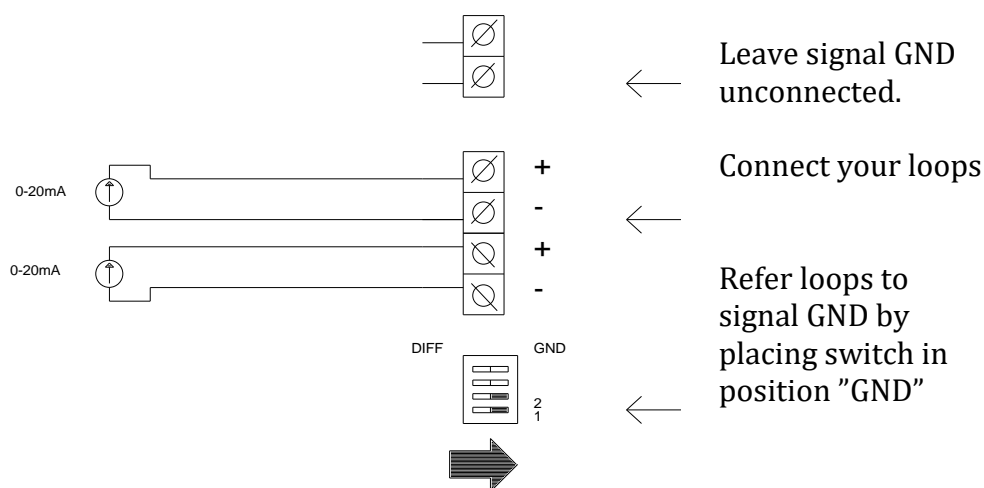 Leave signal GND
unconnected.
+
Connect your loops
0-20mA
-
+
0-20mA
-
Refer loops to
signal GND by
placing switch in
position ”GND”
DIFF
GND
2
1